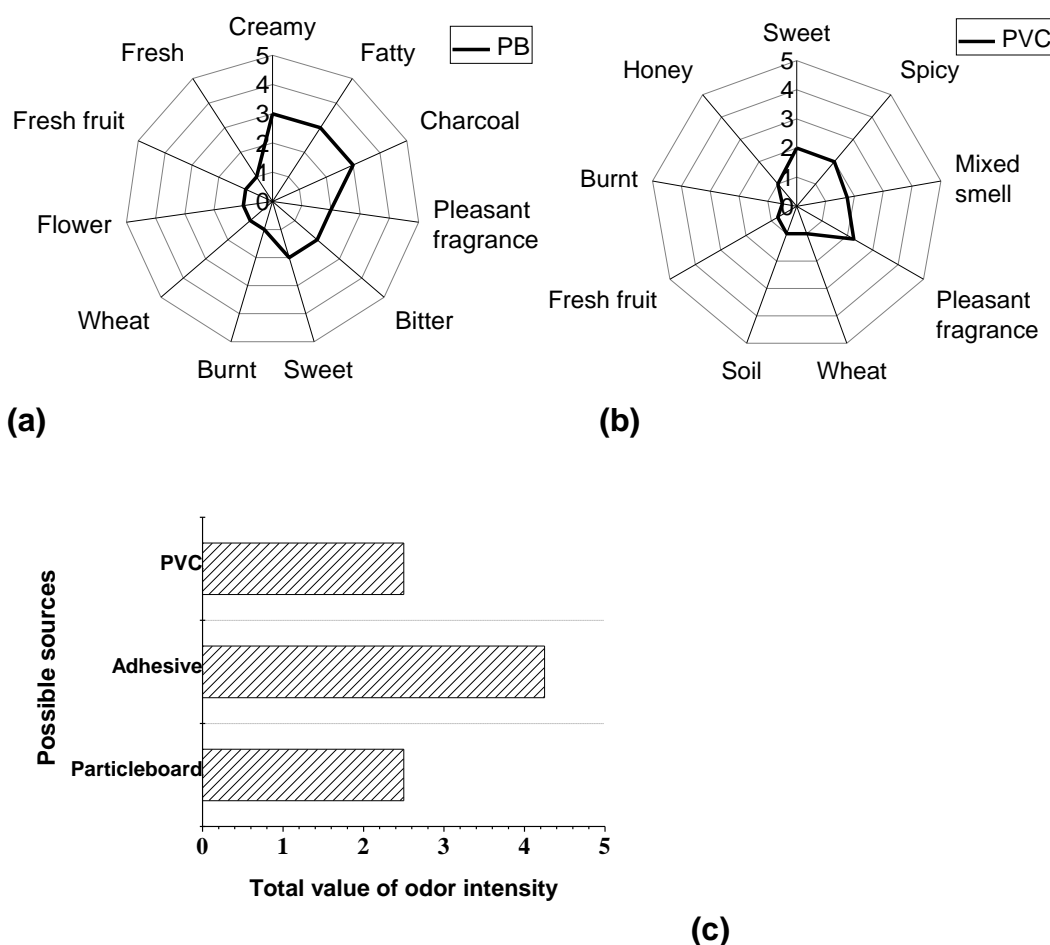 Creamy
Fatty
Charcoal
Pleasant
fragrance
Bitter
Sweet
Burnt
Wheat
Flower
Fresh fruit
Fresh
5
4
3
2
1
0
PB
(a)
Sweet
Spicy
Mixed
smell
Pleasant
fragrance
Wheat
Soil
Fresh fruit
Burnt
Honey
5
4
3
2
1
0
PVC
(b)
Possible sources
PVC
Adhesive
Particleboard
0 1 2 3 4 5
Total value of odor intensity
(c)